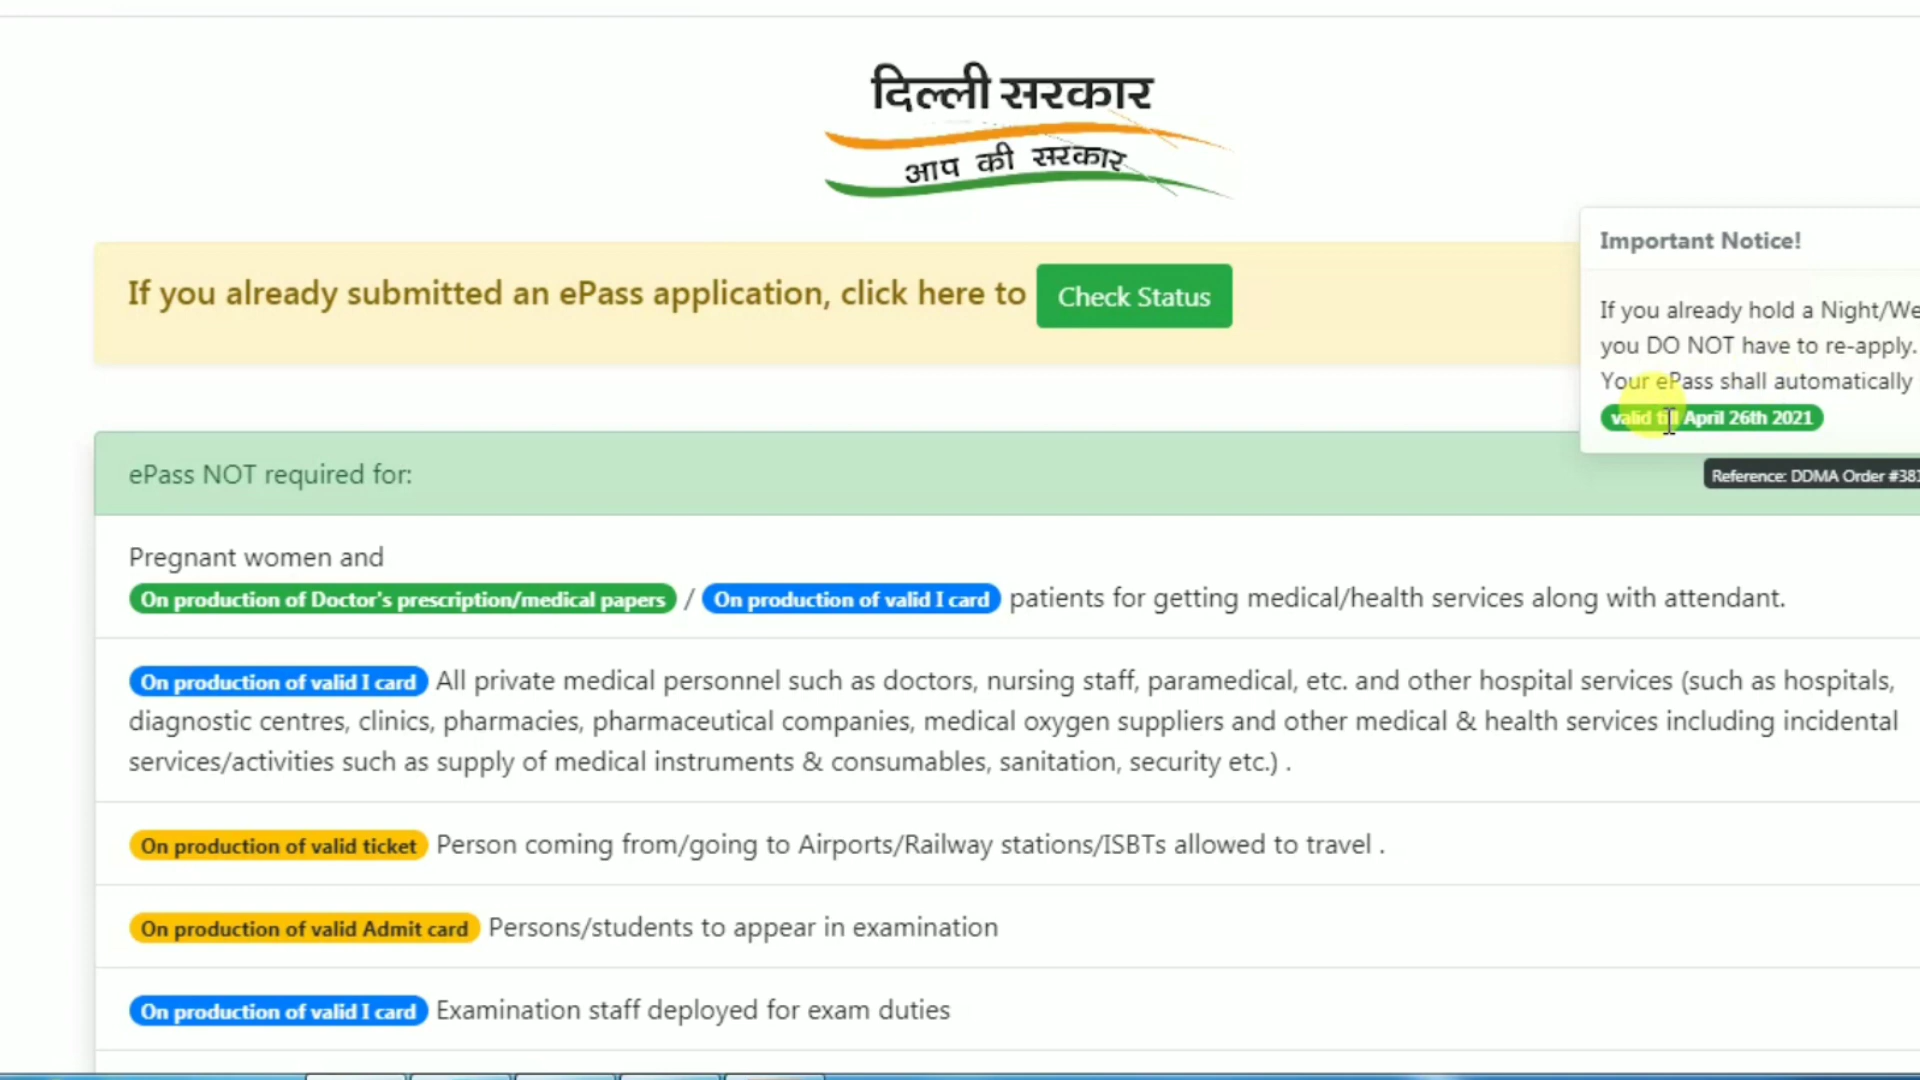 दिल्ली सरकार
आप की सरकार
If you already submitted an ePass application, click here to Check Status
Important Notice!
If you already hold a Night/We
you DO NOT have to re-apply.
Your ePass shall automatically
valid till April 26th 2021
Reference: DDMA Order #381
ePass NOT required for:
Pregnant women and
On production of Doctor's prescription/medical papers / On production of valid I card patients for getting medical/health services along with attendant.
On production of valid I card All private medical personnel such as doctors, nursing staff, paramedical, etc. and other hospital services (such as hospitals,
diagnostic centres, clinics, pharmacies, pharmaceutical companies, medical oxygen suppliers and other medical & health services including incidental
services/activities such as supply of medical instruments & consumables, sanitation, security etc.) .
On production of valid ticket Person coming from/going to Airports/Railway stations/ISBTs allowed to travel .
On production of valid Admit card Persons/students to appear in examination
On production of valid I card Examination staff deployed for exam duties